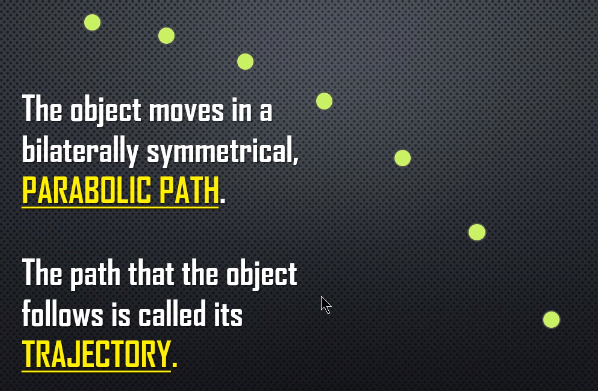 The object moves in a
bilaterally symmetrical,
PARABOLIC PATH.
The path that the object
follows is called its
TRAJECTORY.